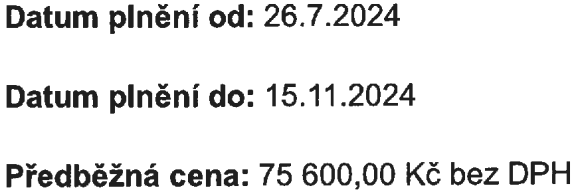 Datum plnění od: 26.7.2024
Datum plnění do: 15.11.2024
Předběžná cena: 75 600,00 Kč bez DPH